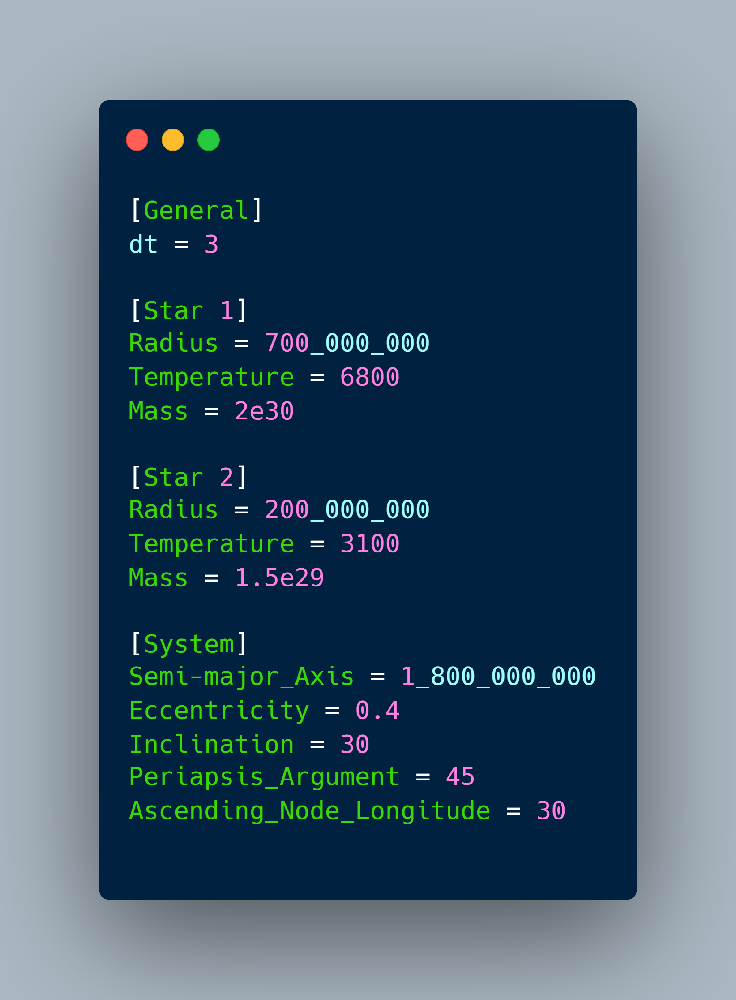 [General]
dt = 3
[Star 1]
Radius = 700_000_000
Temperature = 6800
Mass = 2e30
[Star 2]
Radius = 200_000_000
Temperature = 3100
Mass = 1.5e29
[System]
Semi-major_Axis = 1_800_000_000
Eccentricity = 0.4
Inclination = 30
Periapsis_Argument = 45
Ascending_Node_Longitude = 30